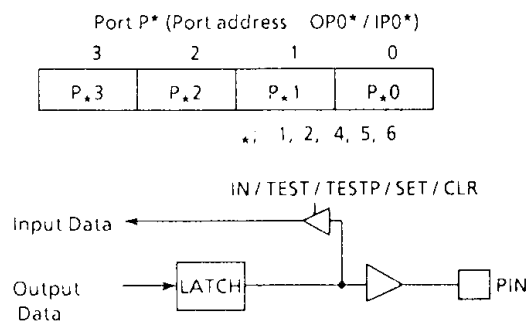 Port P* (Port address OP0* / IP0*)
3 2 1 0
P*3 P*2 P*1 P*0
*; 1, 2, 4, 5, 6
IN / TEST / TESTP / SET / CLR
Input Data
Output Data
LATCH
PIN